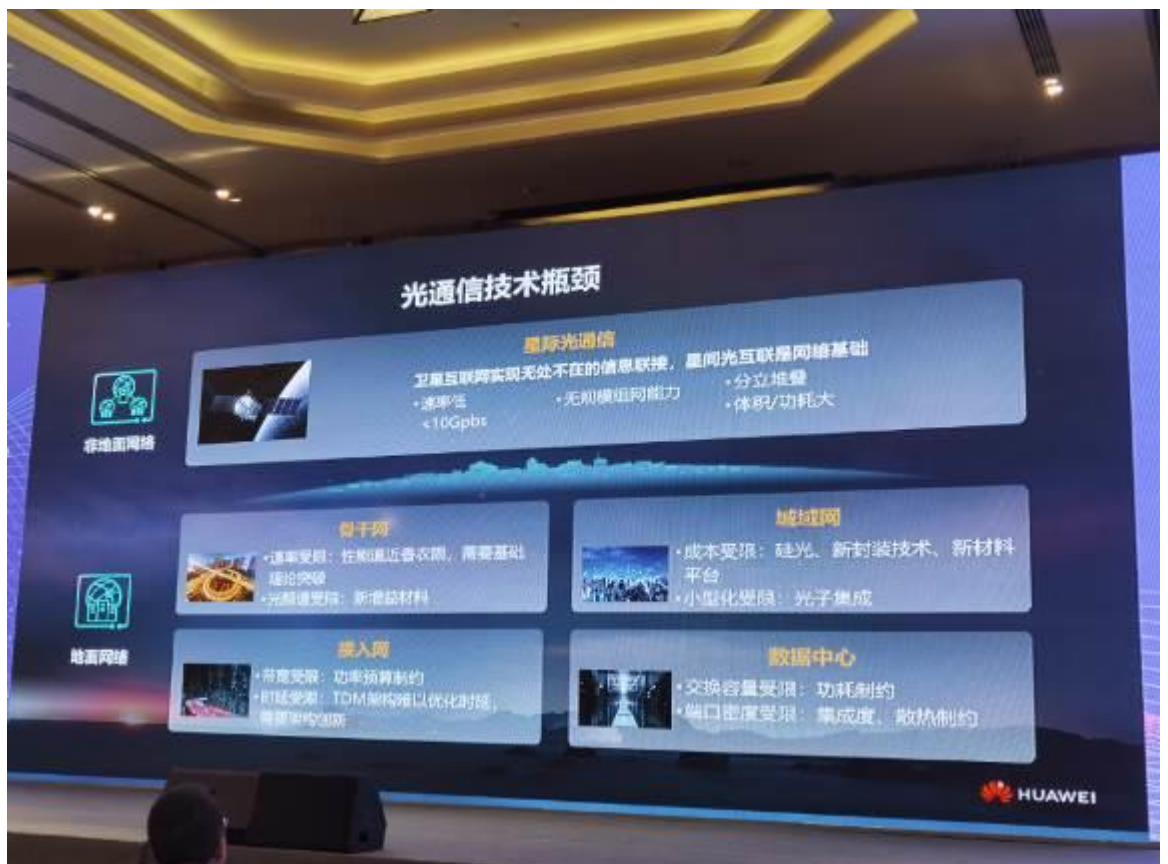 光通信技术瓶颈
星际光通信
卫星互联网实现无处不在的信息联接，星间光互联是网络基础
•速率低
<10Gpbs
•无规模组网能力
•分立堆叠
•体积/功耗大
非地面网络
骨干网
•速率受限：性能逼近香农限，需要基础
理论突破
•光频谱受限：新增益材料
城域网
•成本受限：硅光、新封装技术、新材料
平台
•小型化受限：光子集成
地面网络
接入网
•带宽受限：功率预算制约
•时延受限：TDM架构难以优化时延，
需要架构创新
数据中心
•交换容量受限：功耗制约
•端口密度受限：集成度、散热制约
HUAWEI